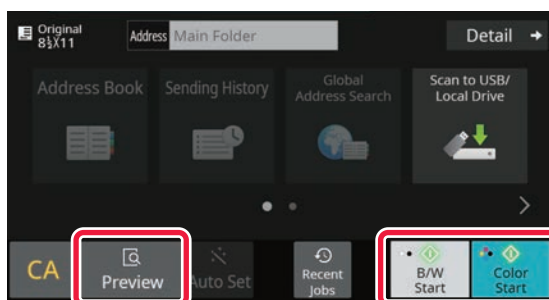 Original
8½X11
Address Main Folder
Detail
Address Book
Sending History
Global
Address Search
Scan to USB/
Local Drive
CA
Preview
Auto Set
Recent
Jobs
B/W
Start
Color
Start